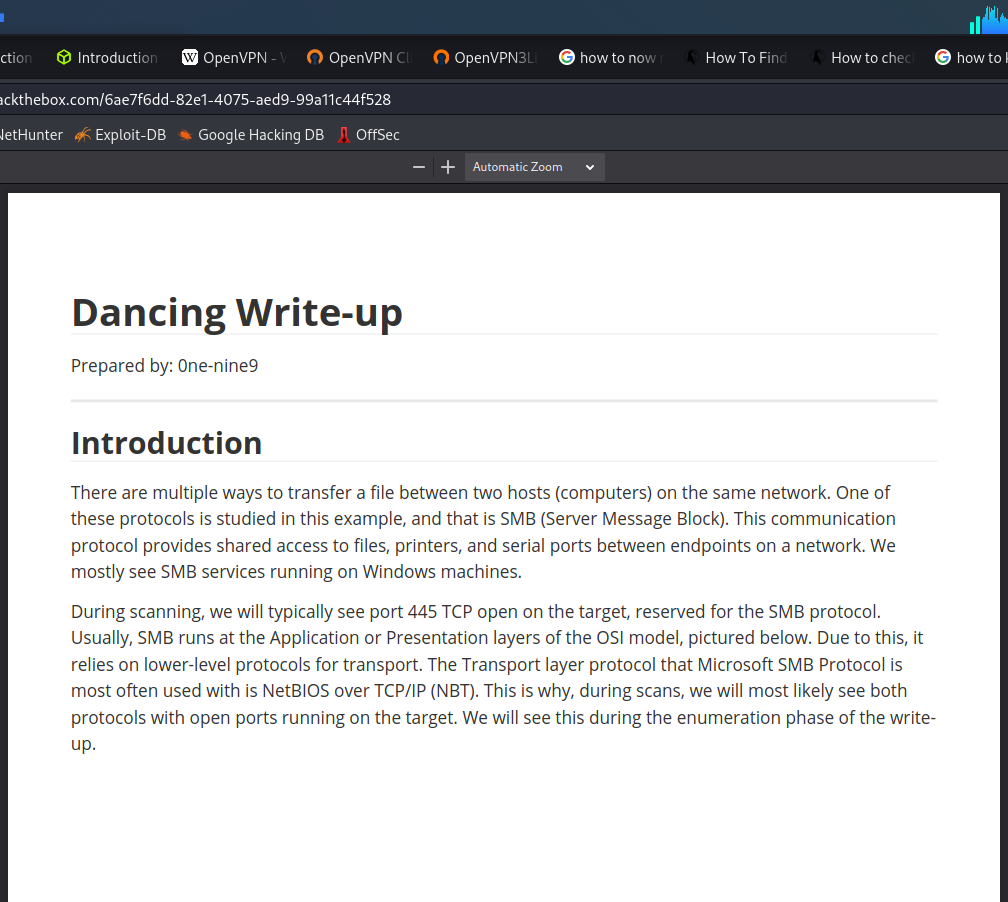 ction Introduction OpenVPN - OpenVPN Cl OpenVPN3Li how to now How To Find How to chec how to
ackthebox.com/6ae7f6dd-82e1-4075-aed9-99a11c44f528
NetHunter Exploit-DB Google Hacking DB OffSec
Automatic Zoom
Dancing Write-up
Prepared by: 0ne-nine9
Introduction
There are multiple ways to transfer a file between two hosts (computers) on the same network. One of
these protocols is studied in this example, and that is SMB (Server Message Block). This communication
protocol provides shared access to files, printers, and serial ports between endpoints on a network. We
mostly see SMB services running on Windows machines.
During scanning, we will typically see port 445 TCP open on the target, reserved for the SMB protocol.
Usually, SMB runs at the Application or Presentation layers of the OSI model, pictured below. Due to this, it
relies on lower-level protocols for transport. The Transport layer protocol that Microsoft SMB Protocol is
most often used with is NetBIOS over TCP/IP (NBT). This is why, during scans, we will most likely see both
protocols with open ports running on the target. We will see this during the enumeration phase of the write-
up.